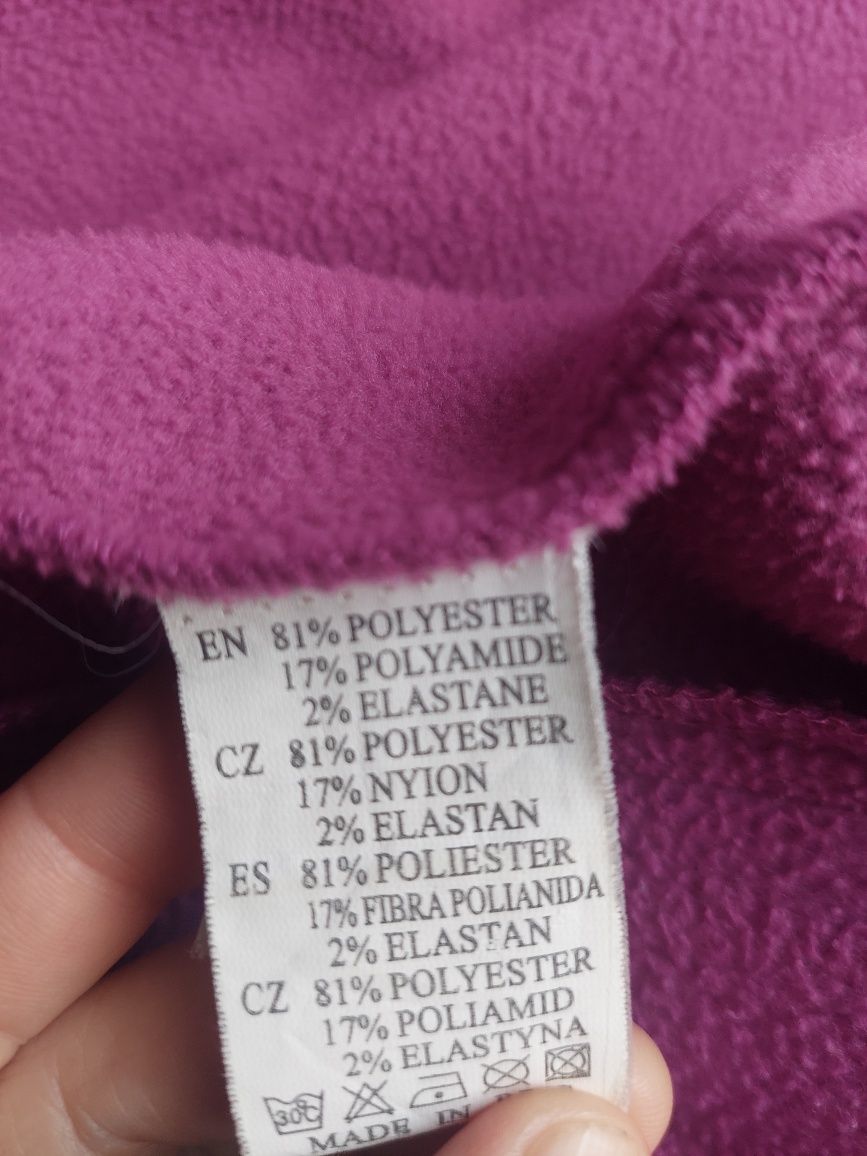 EN 81% POLYESTER
17% POLYAMIDE
2% ELASTANE
CZ 81% POLYESTER
17% NYION
2% ELASTAN
ES 81% POLIESTER
17% FIBRA POLIANIDA
2% ELASTAN
CZ 81% POLYESTER
17% POLIAMID
2% ELASTYNA
30℃
MADE IN